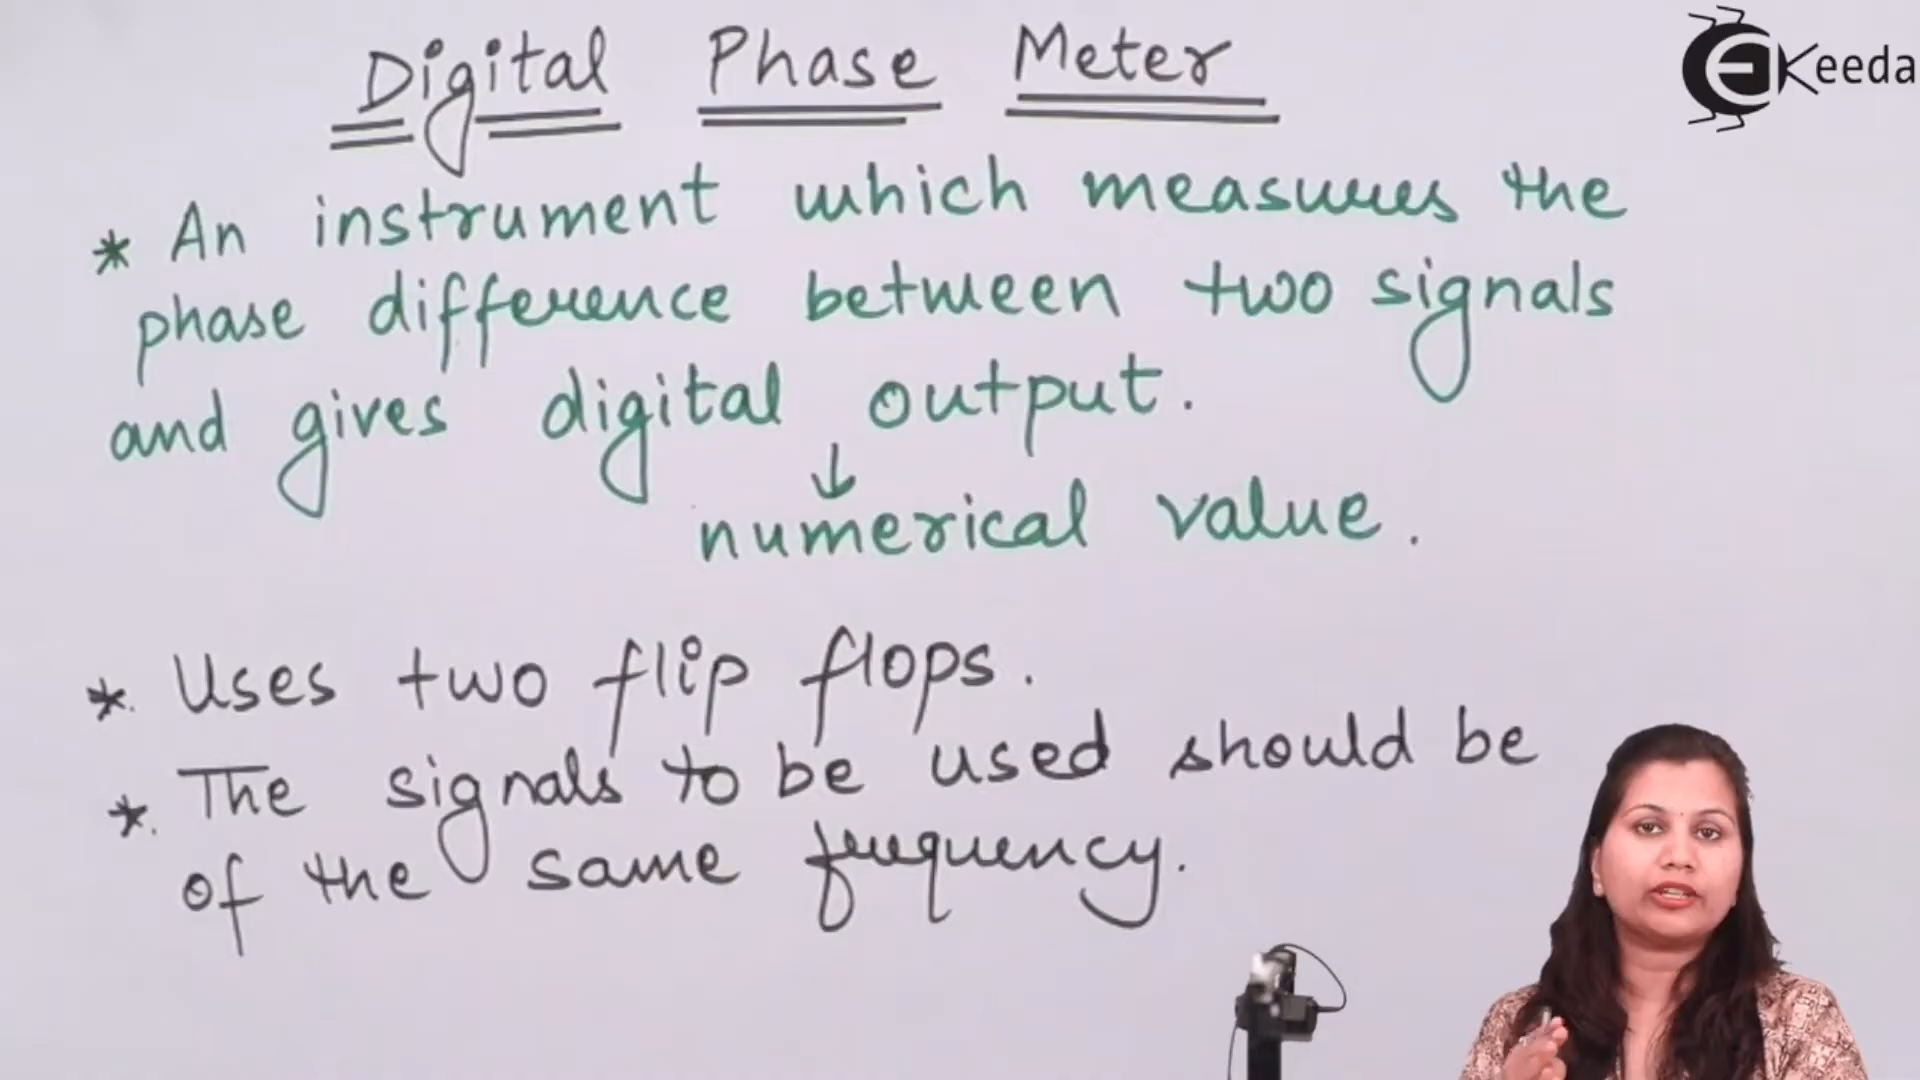 Digital Phase Meter
EKeeda
* An instrument which measures the
phase difference between two signals
and gives digital output.
↓
numerical value.
* Uses two flip flops.
* The signals to be used should be
of the same frequency.